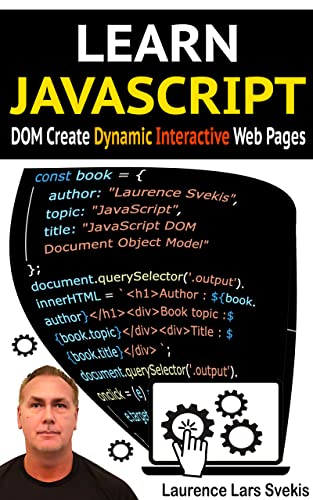 LEARN
JAVASCRIPT
DOM Create Dynamic Interactive Web Pages
const book = {
author: "Laurence Svekis",
topic: "JavaScript",
title: "JavaScript DOM
Document Object Model"
};
document.querySelector('.output').
innerHTML = `<h1>Author : ${book.
author}</h1><div>Book topic :$
{book.topic}</div><div>Title : $
{book.title}</div> `;
document.querySelector('.output').
onclick = (e)
e.target
Laurence Lars Svekis